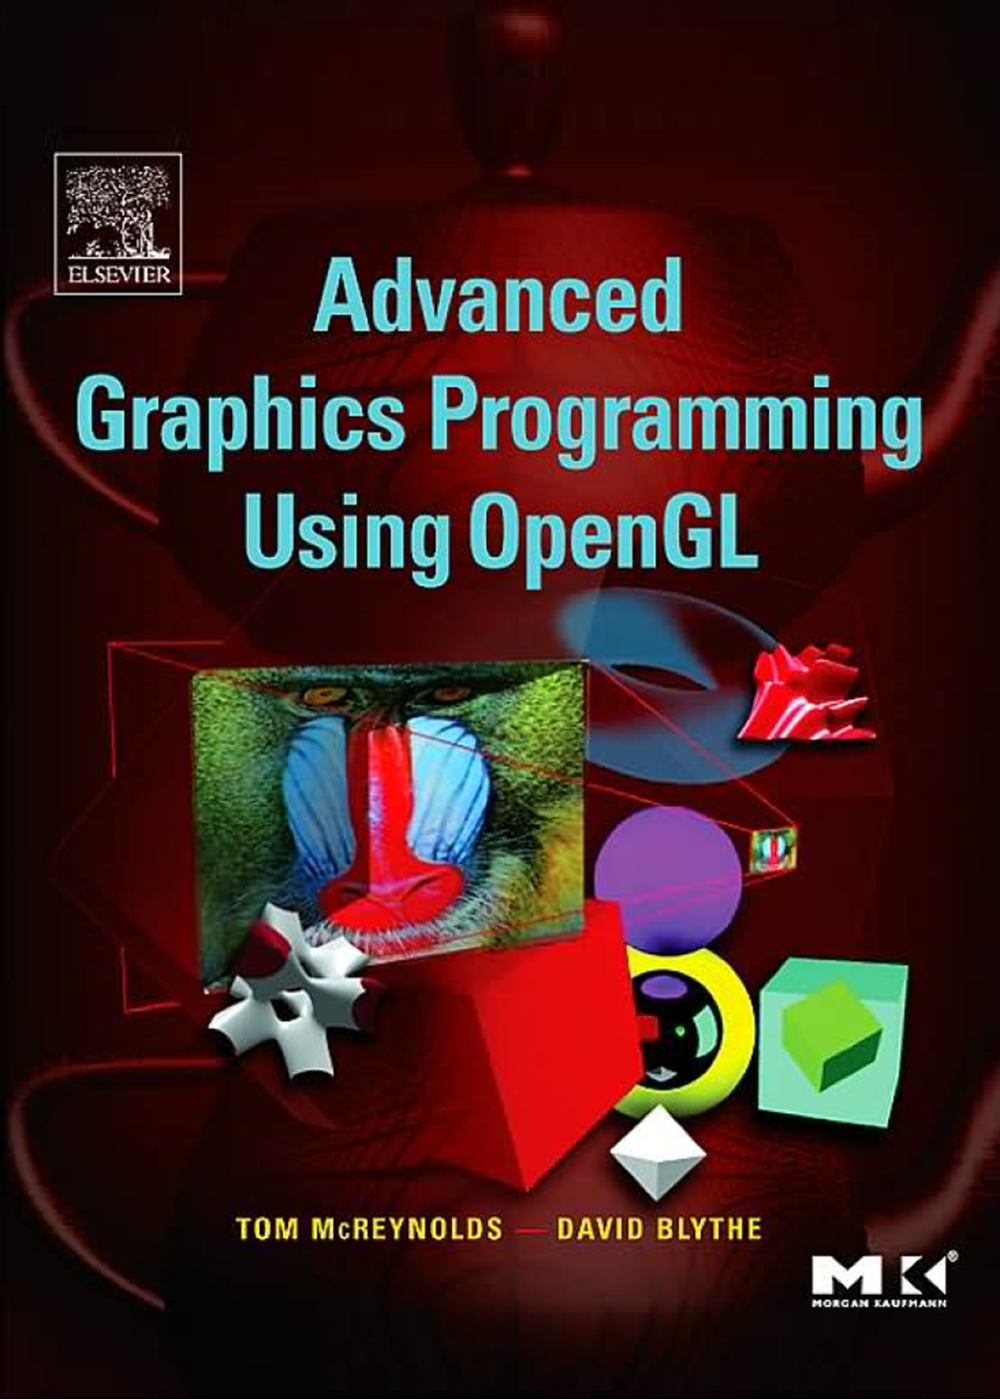 ELSEVIER
Advanced
Graphics Programming
Using OpenGL
TOM McREYNOLDS — DAVID BLYTHE
MK®
MORGAN KAUFMANN